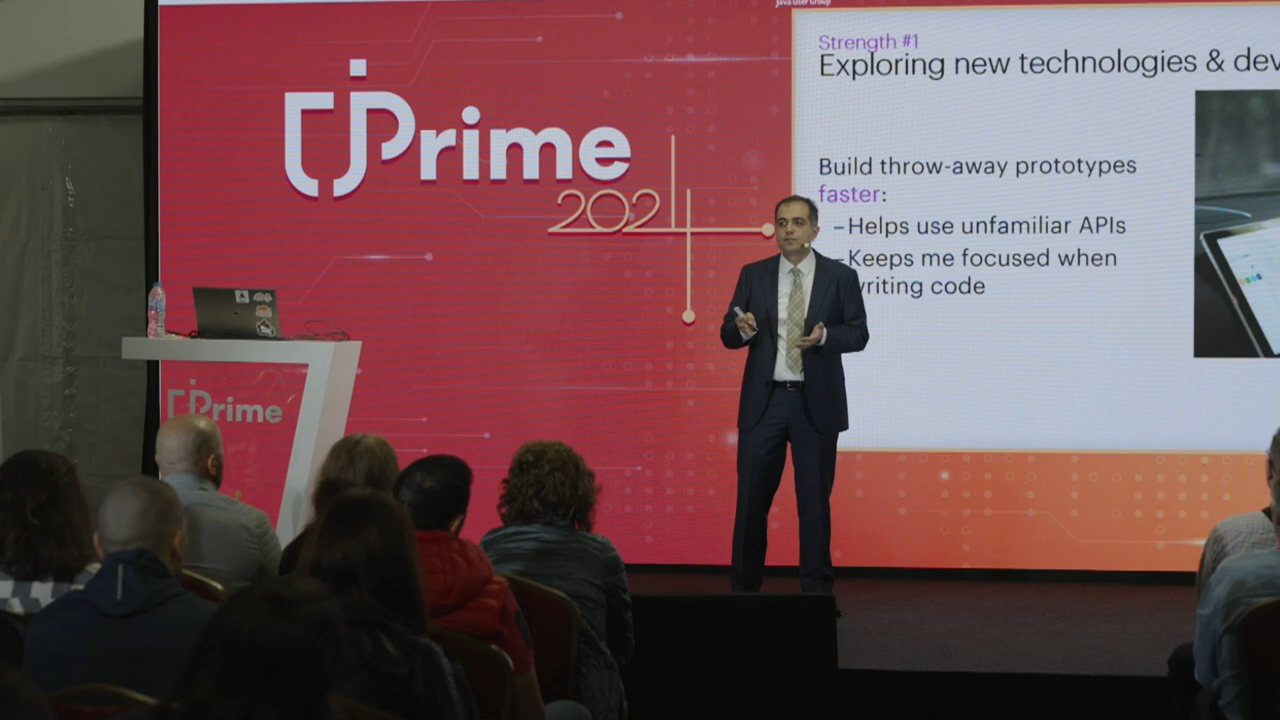 Java User Group
jPrime
2024
Strength #1
Exploring new technologies & dev
Build throw-away prototypes
faster:
–Helps use unfamiliar APIs
–Keeps me focused when
writing code
jPrime